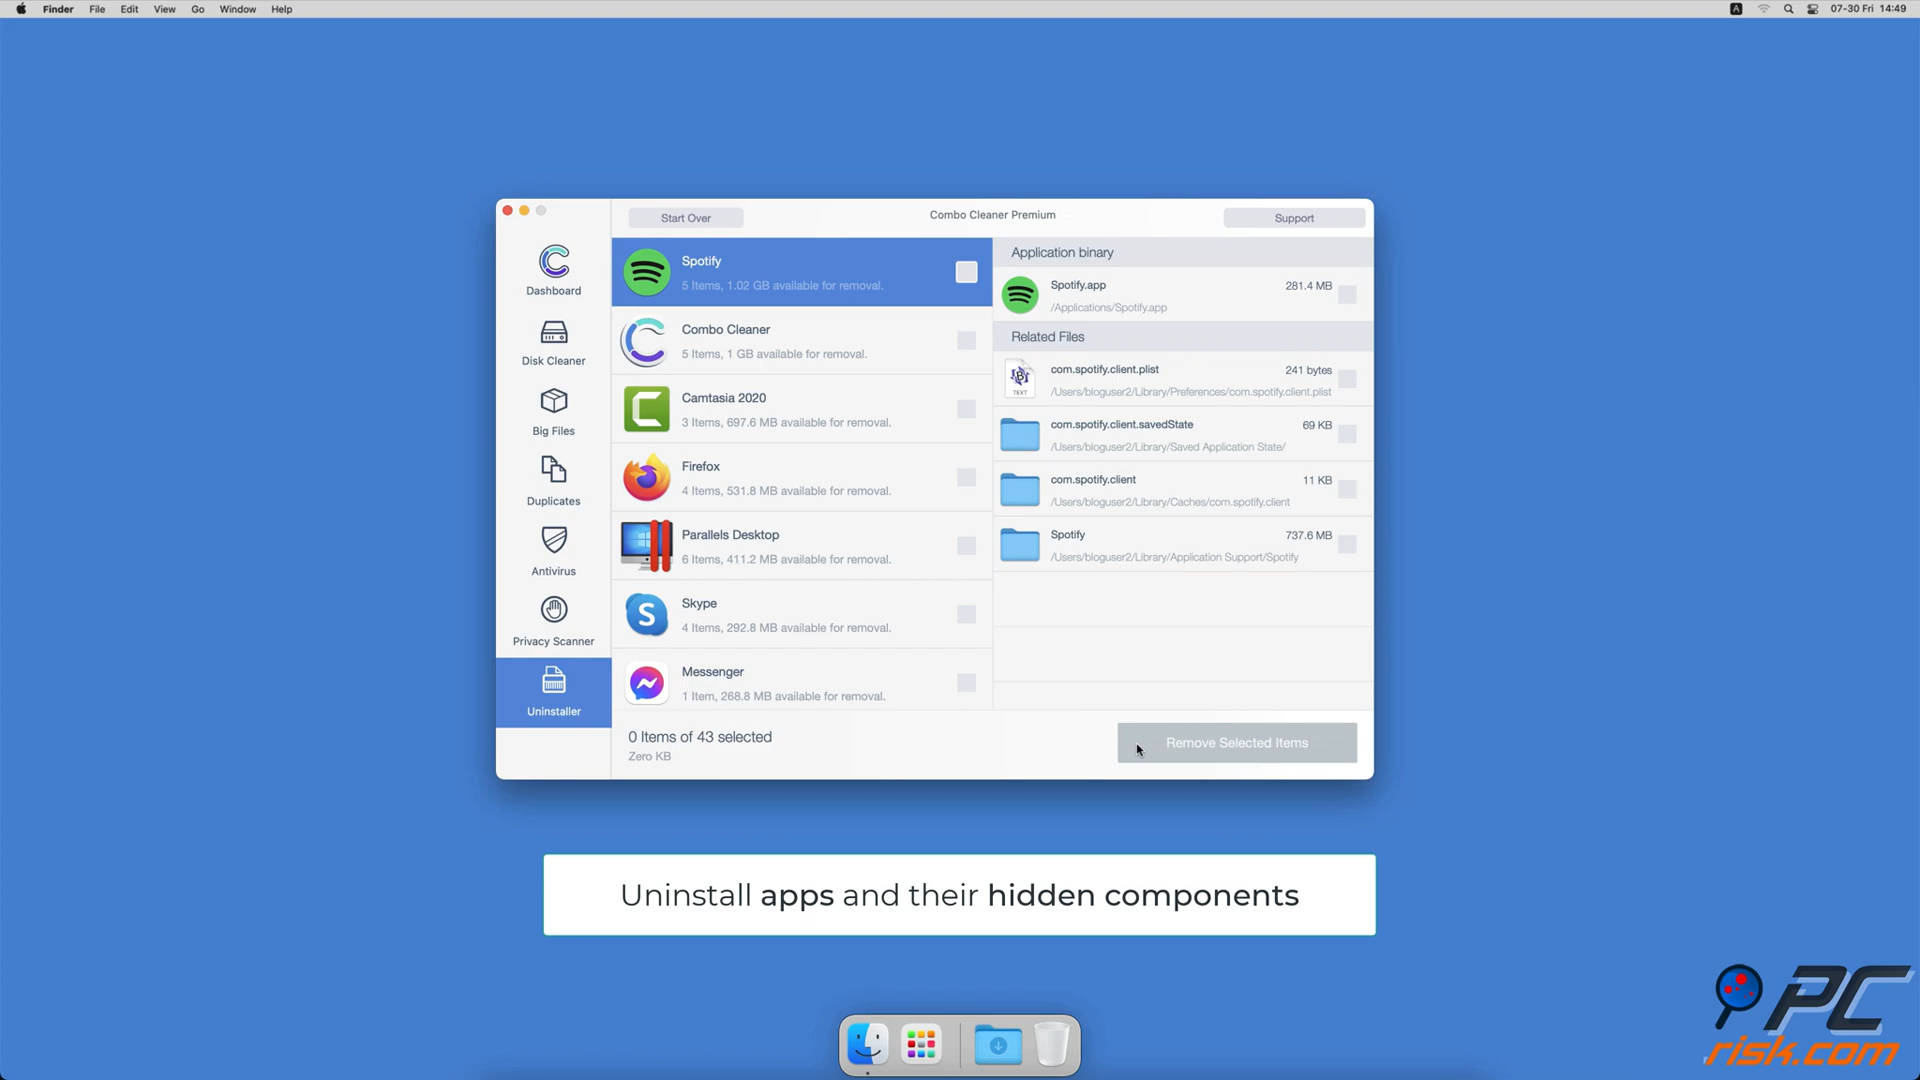 Finder File Edit View Go Window Help
A 07-30 Fri 14:49
Start Over
Combo Cleaner Premium
Support
Dashboard
Disk Cleaner
Big Files
Duplicates
Antivirus
Privacy Scanner
Uninstaller
Spotify
5 Items, 1.02 GB available for removal.
Combo Cleaner
5 Items, 1 GB available for removal.
Camtasia 2020
3 Items, 697.6 MB available for removal.
Firefox
4 Items, 531.8 MB available for removal.
Parallels Desktop
6 Items, 411.2 MB available for removal.
Skype
4 Items, 292.8 MB available for removal.
Messenger
1 Item, 268.8 MB available for removal.
Application binary
Spotify.app 281.4 MB
/Applications/Spotify.app
Related Files
com.spotify.client.plist 241 bytes
/Users/bloguser2/Library/Preferences/com.spotify.client.plist
TEXT
com.spotify.client.savedState 69 KB
/Users/bloguser2/Library/Saved Application State/
com.spotify.client 11 KB
/Users/bloguser2/Library/Caches/com.spotify.client
Spotify 737.6 MB
/Users/bloguser2/Library/Application Support/Spotify
0 Items of 43 selected
Zero KB
Remove Selected Items
Uninstall apps and their hidden components
PC
risk.com